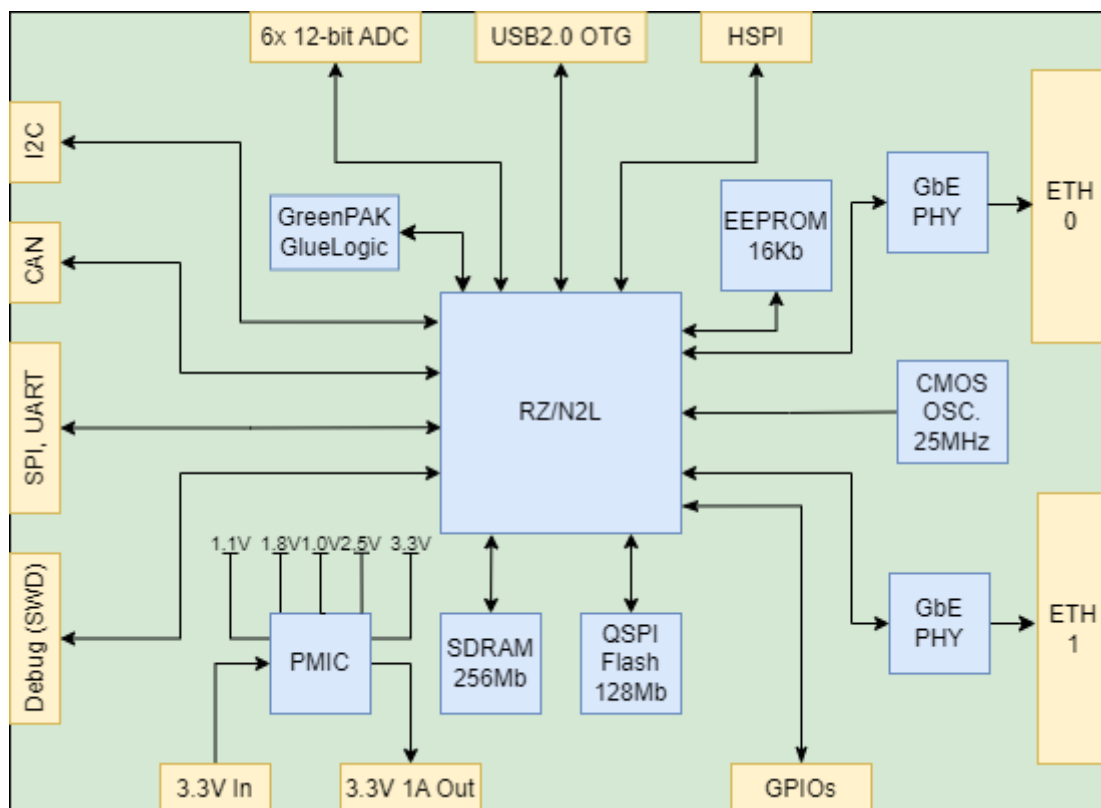 6x 12-bit ADC
USB2.0 OTG
HSPI
I2C
CAN
SPI, UART
Debug (SWD)
GreenPAK
GlueLogic
EEPROM
16Kb
GbE
PHY
ETH
0
RZ/N2L
CMOS
OSC.
25MHz
1.1V
1.8V
1.0V
2.5V
3.3V
PMIC
SDRAM
256Mb
QSPI
Flash
128Mb
GbE
PHY
ETH
1
3.3V In
3.3V 1A Out
GPIOs